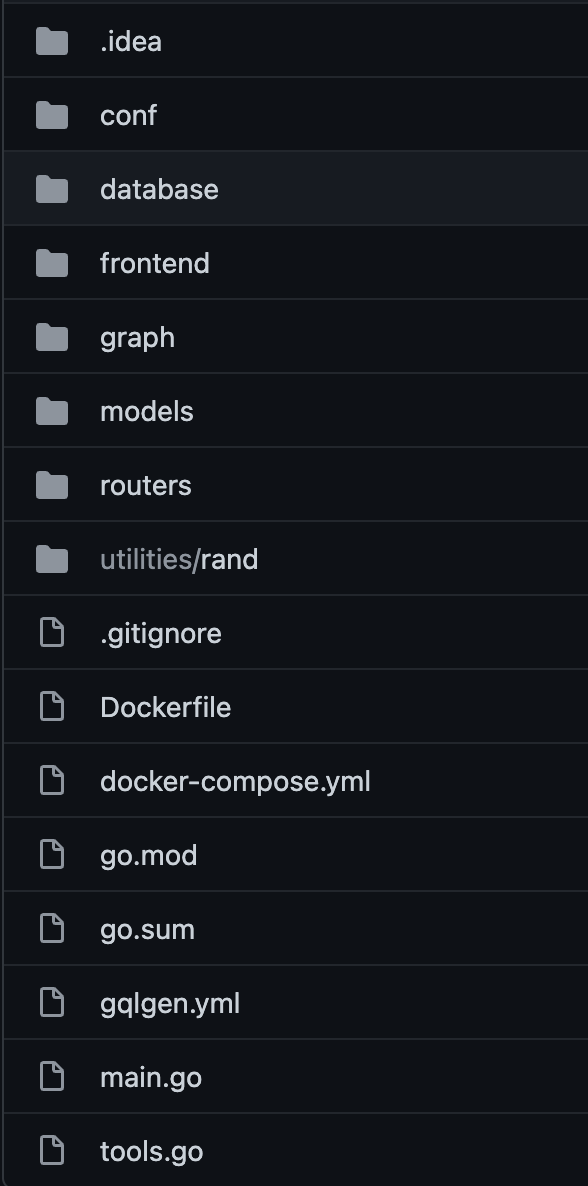 .idea
conf
database
frontend
graph
models
routers
utilities/rand
.gitignore
Dockerfile
docker-compose.yml
go.mod
go.sum
gqlgen.yml
main.go
tools.go